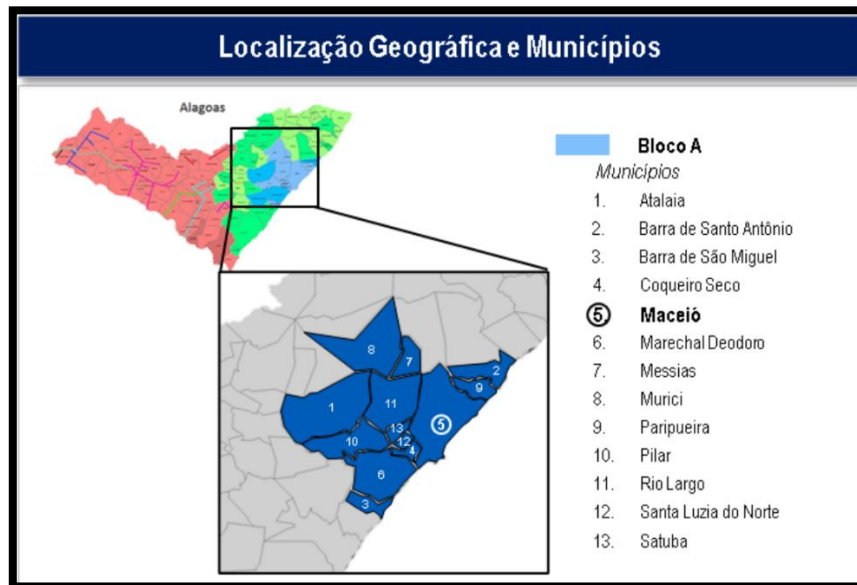 Localização Geográfica e Municípios
Alagoas
Bloco A
Municípios
1. Atalaia
2. Barra de Santo Antônio
3. Barra de São Miguel
4. Coqueiro Seco
5. Maceió
6. Marechal Deodoro
7. Messias
8. Murici
9. Paripueira
10. Pilar
11. Rio Largo
12. Santa Luzia do Norte
13. Satuba
8
7
2
9
1
11
5
13
12
10
4
6
3